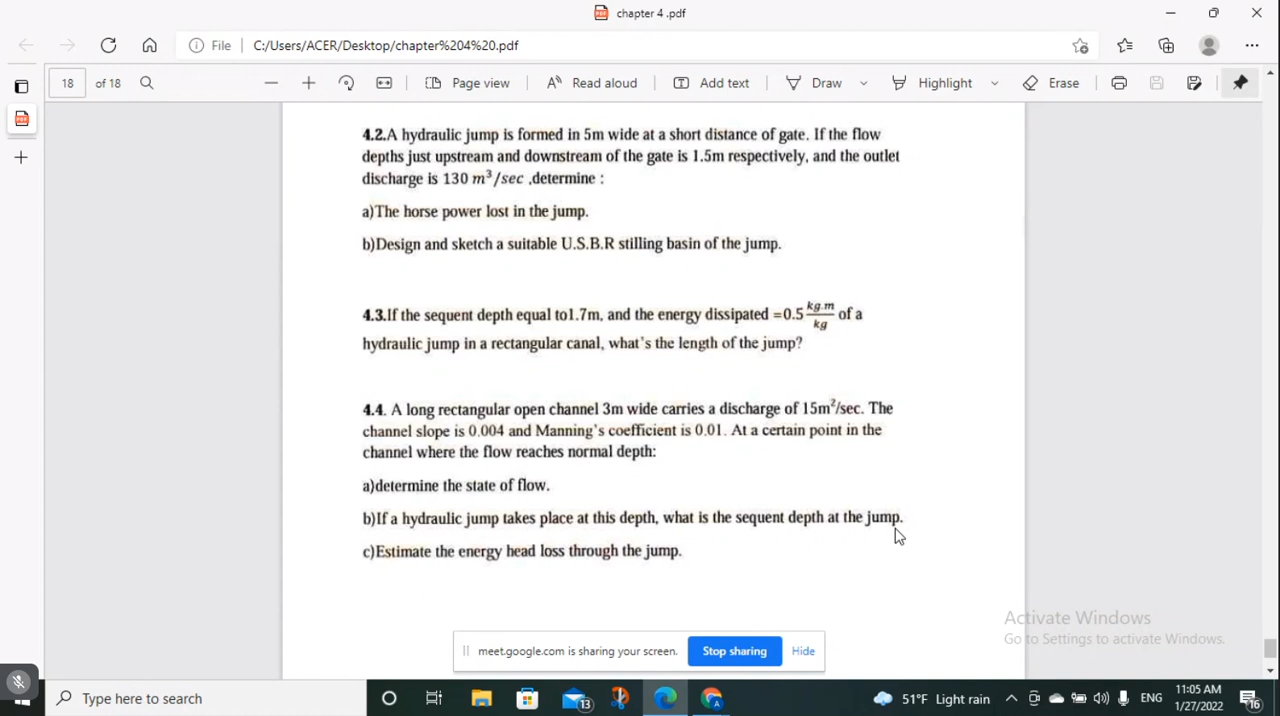 chapter 4 .pdf
File C:/Users/ACER/Desktop/chapter%204%20.pdf
18 of 18 Page view Read aloud Add text Draw Highlight Erase
4.2.A hydraulic jump is formed in 5m wide at a short distance of gate. If the flow
depths just upstream and downstream of the gate is 1.5m respectively, and the outlet
discharge is 130 m³/sec ,determine :
a)The horse power lost in the jump.
b)Design and sketch a suitable U.S.B.R stilling basin of the jump.
4.3.If the sequent depth equal to1.7m, and the energy dissipated =0.5 kg.m/kg of a
hydraulic jump in a rectangular canal, what's the length of the jump?
4.4. A long rectangular open channel 3m wide carries a discharge of 15m²/sec. The
channel slope is 0.004 and Manning's coefficient is 0.01. At a certain point in the
channel where the flow reaches normal depth:
a)determine the state of flow.
b)If a hydraulic jump takes place at this depth, what is the sequent depth at the jump.
c)Estimate the energy head loss through the jump.
Activate Windows
Go to Settings to activate Windows.
meet.google.com is sharing your screen. Stop sharing Hide
Type here to search 13 A 51°F Light rain ENG 11:05 AM 16
1/27/2022